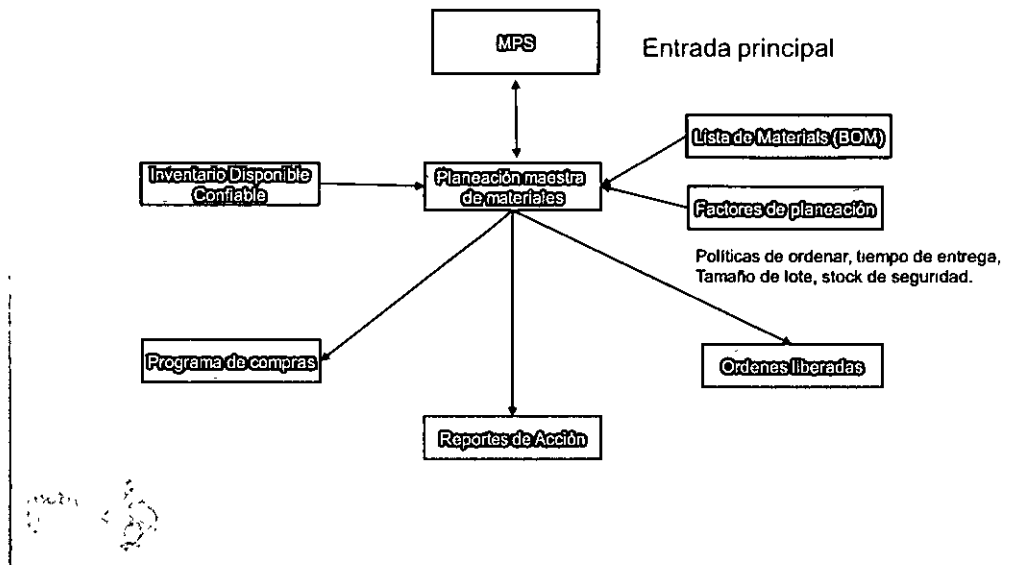 MPS
Entrada principal
Lista de Materials (BOM)
Inventario Disponible
Confiable
Planeación maestra
de materiales
Factores de planeación
Políticas de ordenar, tiempo de entrega,
Tamaño de lote, stock de seguridad.
Programa de compras
Ordenes liberadas
Reportes de Acción